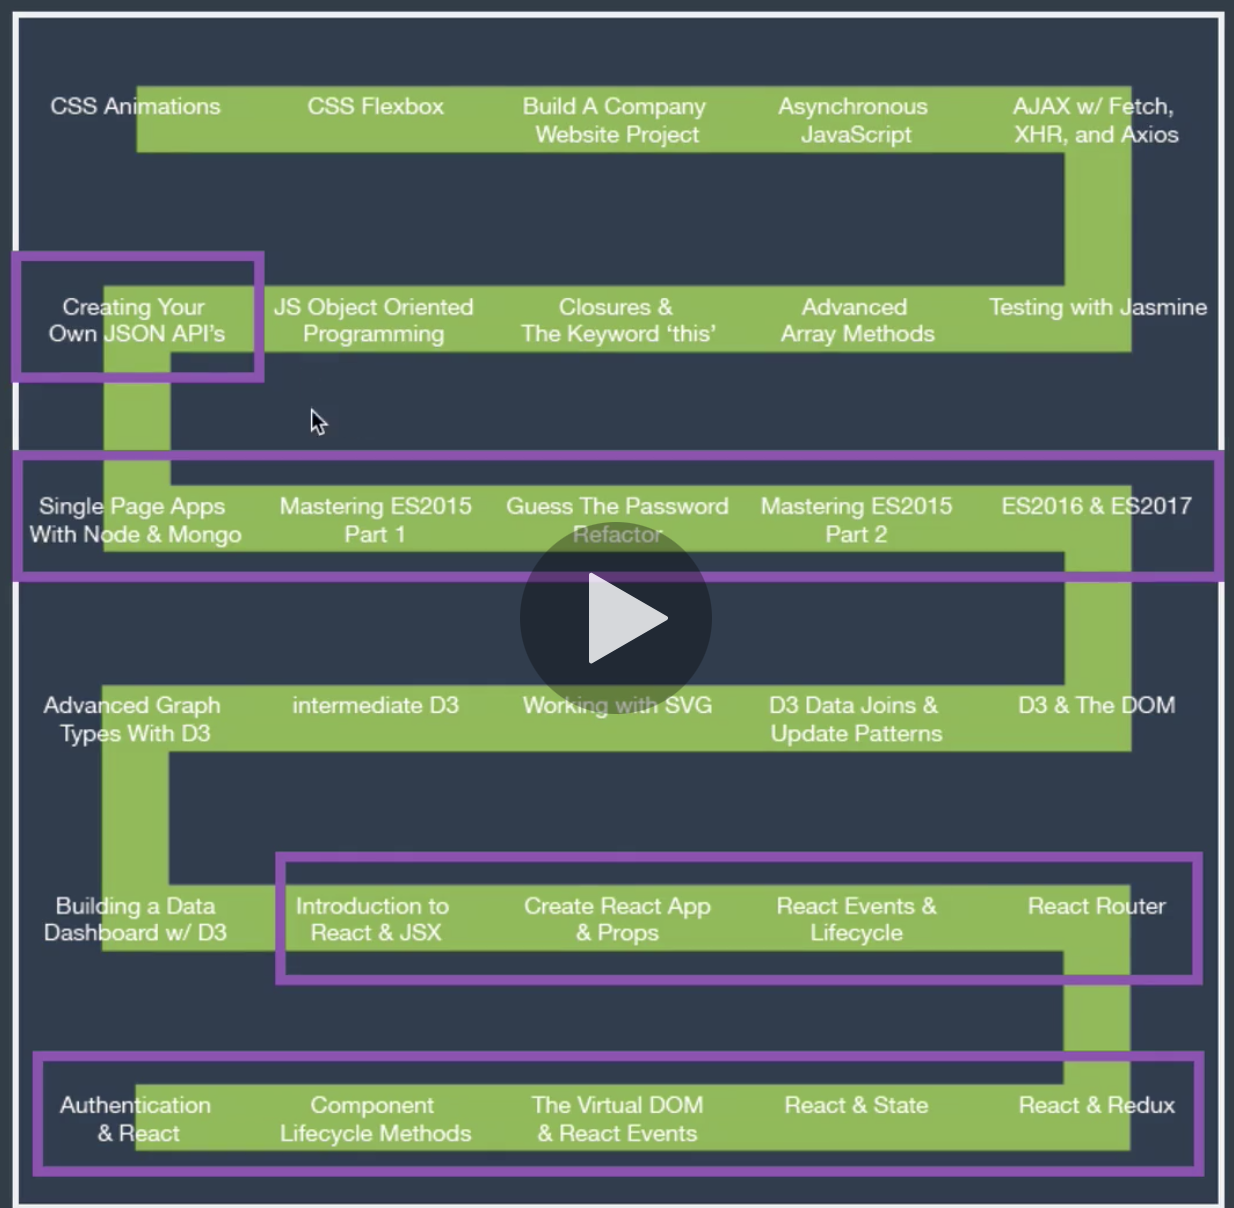 CSS Animations
CSS Flexbox
Build A Company
Website Project
Asynchronous
JavaScript
AJAX w/ Fetch,
XHR, and Axios
Creating Your
Own JSON API’s
JS Object Oriented
Programming
Closures &
The Keyword ‘this’
Advanced
Array Methods
Testing with Jasmine
Single Page Apps
With Node & Mongo
Mastering ES2015
Part 1
Guess The Password
Refactor
Mastering ES2015
Part 2
ES2016 & ES2017
Advanced Graph
Types With D3
intermediate D3
Working with SVG
D3 Data Joins &
Update Patterns
D3 & The DOM
Building a Data
Dashboard w/ D3
Introduction to
React & JSX
Create React App
& Props
React Events &
Lifecycle
React Router
Authentication
& React
Component
Lifecycle Methods
The Virtual DOM
& React Events
React & State
React & Redux